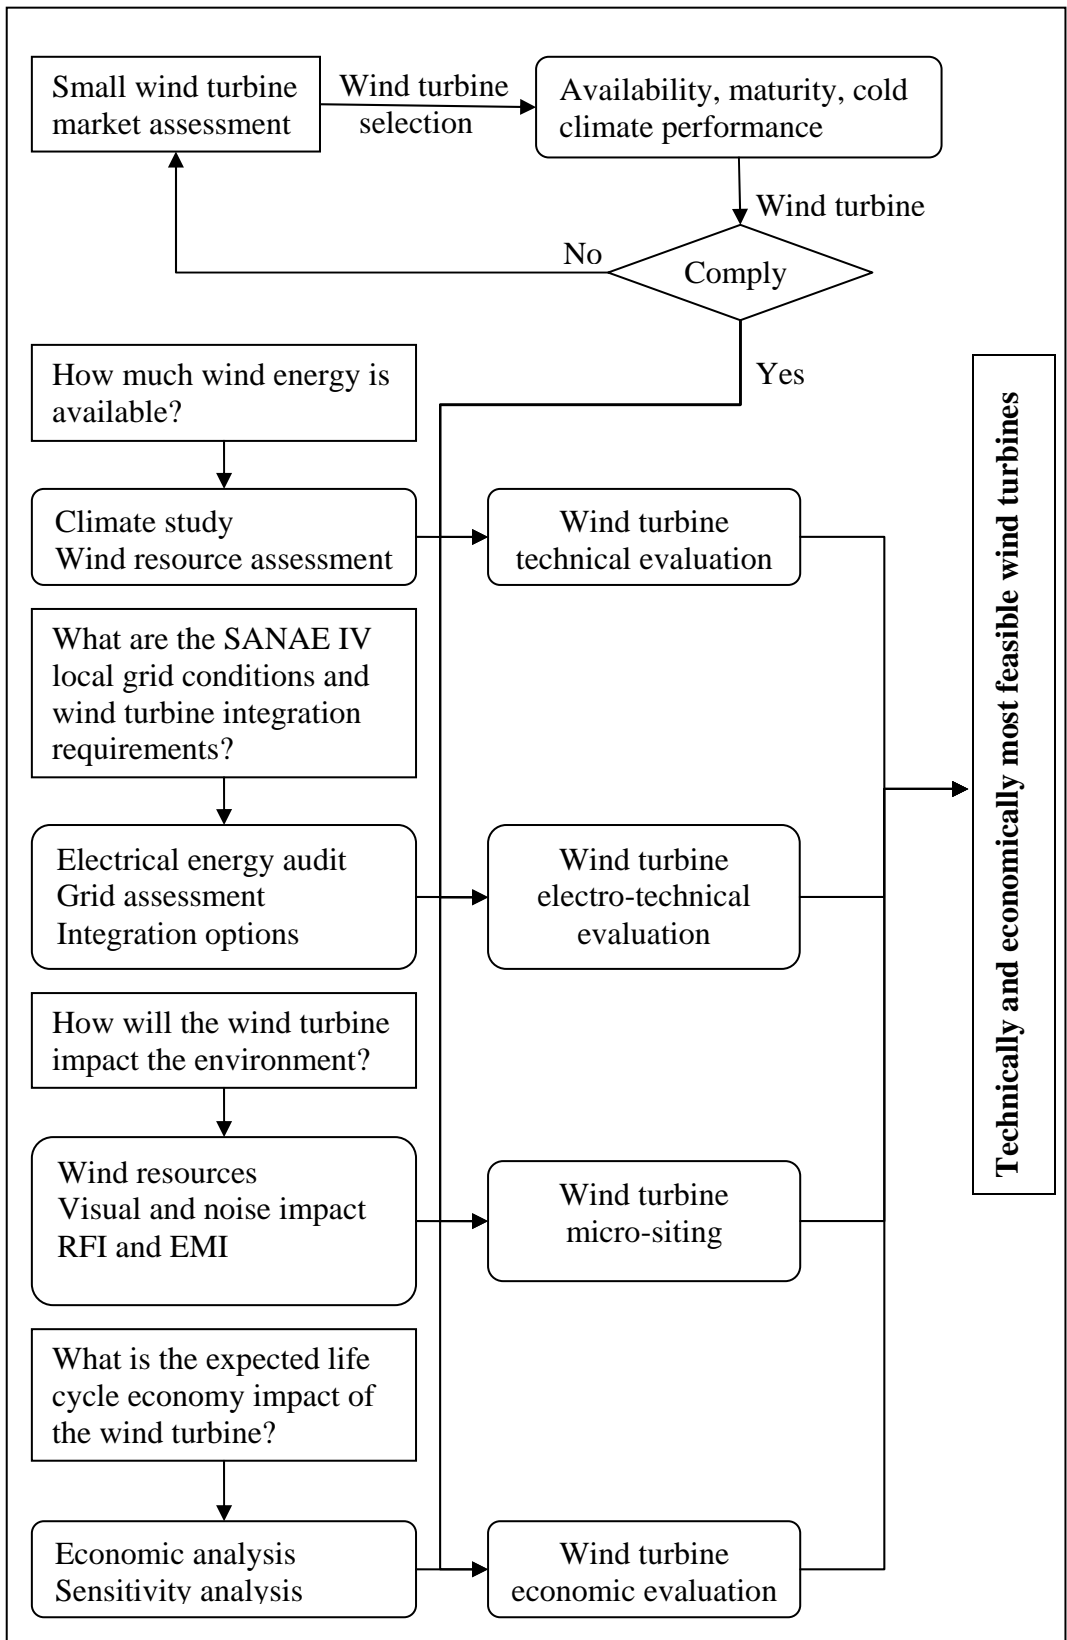 Small wind turbine
market assessment
Wind turbine
selection
Availability, maturity, cold
climate performance
Wind turbine
No
Comply
Yes
How much wind energy is
available?
Climate study
Wind resource assessment
Wind turbine
technical evaluation
What are the SANAE IV
local grid conditions and
wind turbine integration
requirements?
Electrical energy audit
Grid assessment
Integration options
Wind turbine
electro-technical
evaluation
How will the wind turbine
impact the environment?
Wind resources
Visual and noise impact
RFI and EMI
Wind turbine
micro-siting
What is the expected life
cycle economy impact of
the wind turbine?
Economic analysis
Sensitivity analysis
Wind turbine
economic evaluation
Technically and economically most feasible wind turbines